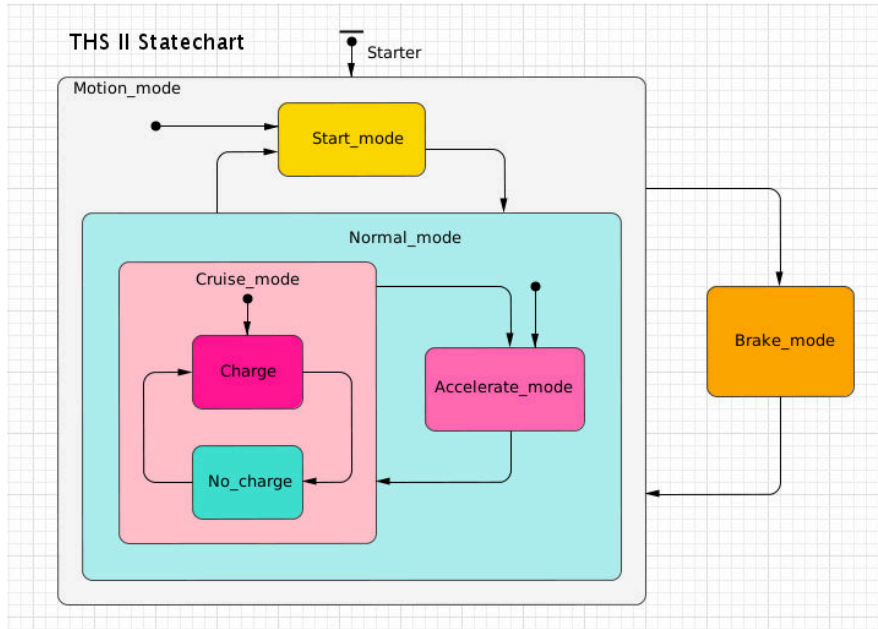 THS II Statechart
Starter
Motion_mode
Start_mode
Normal_mode
Cruise_mode
Charge
Accelerate_mode
No_charge
Brake_mode